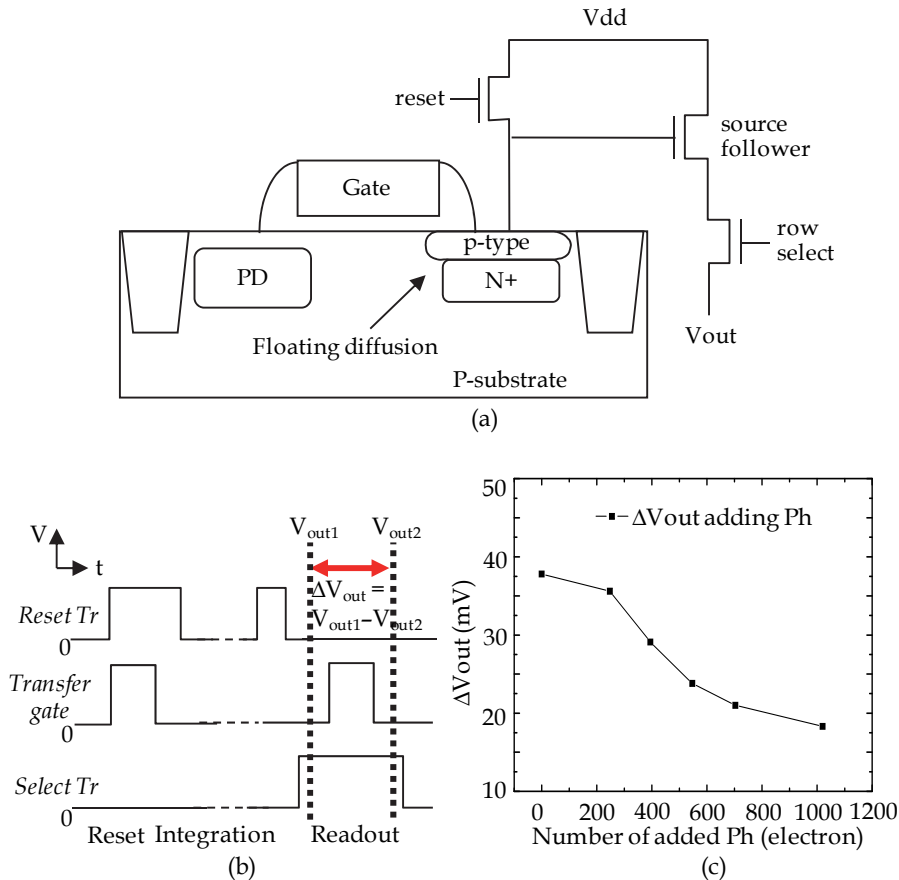 Vdd
reset
source
follower
Gate
p-type
row
select
PD
N+
Floating diffusion
Vout
P-substrate
(a)
V
t
Vout1
Vout2
ΔVout =
Vout1−Vout2
Reset Tr
0
Transfer
gate
0
Select Tr
0
Reset Integration Readout
(b)
50
40
30
20
10
ΔVout (mV)
ΔVout adding Ph
0 200 400 600 800 1000 1200
Number of added Ph (electron)
(c)